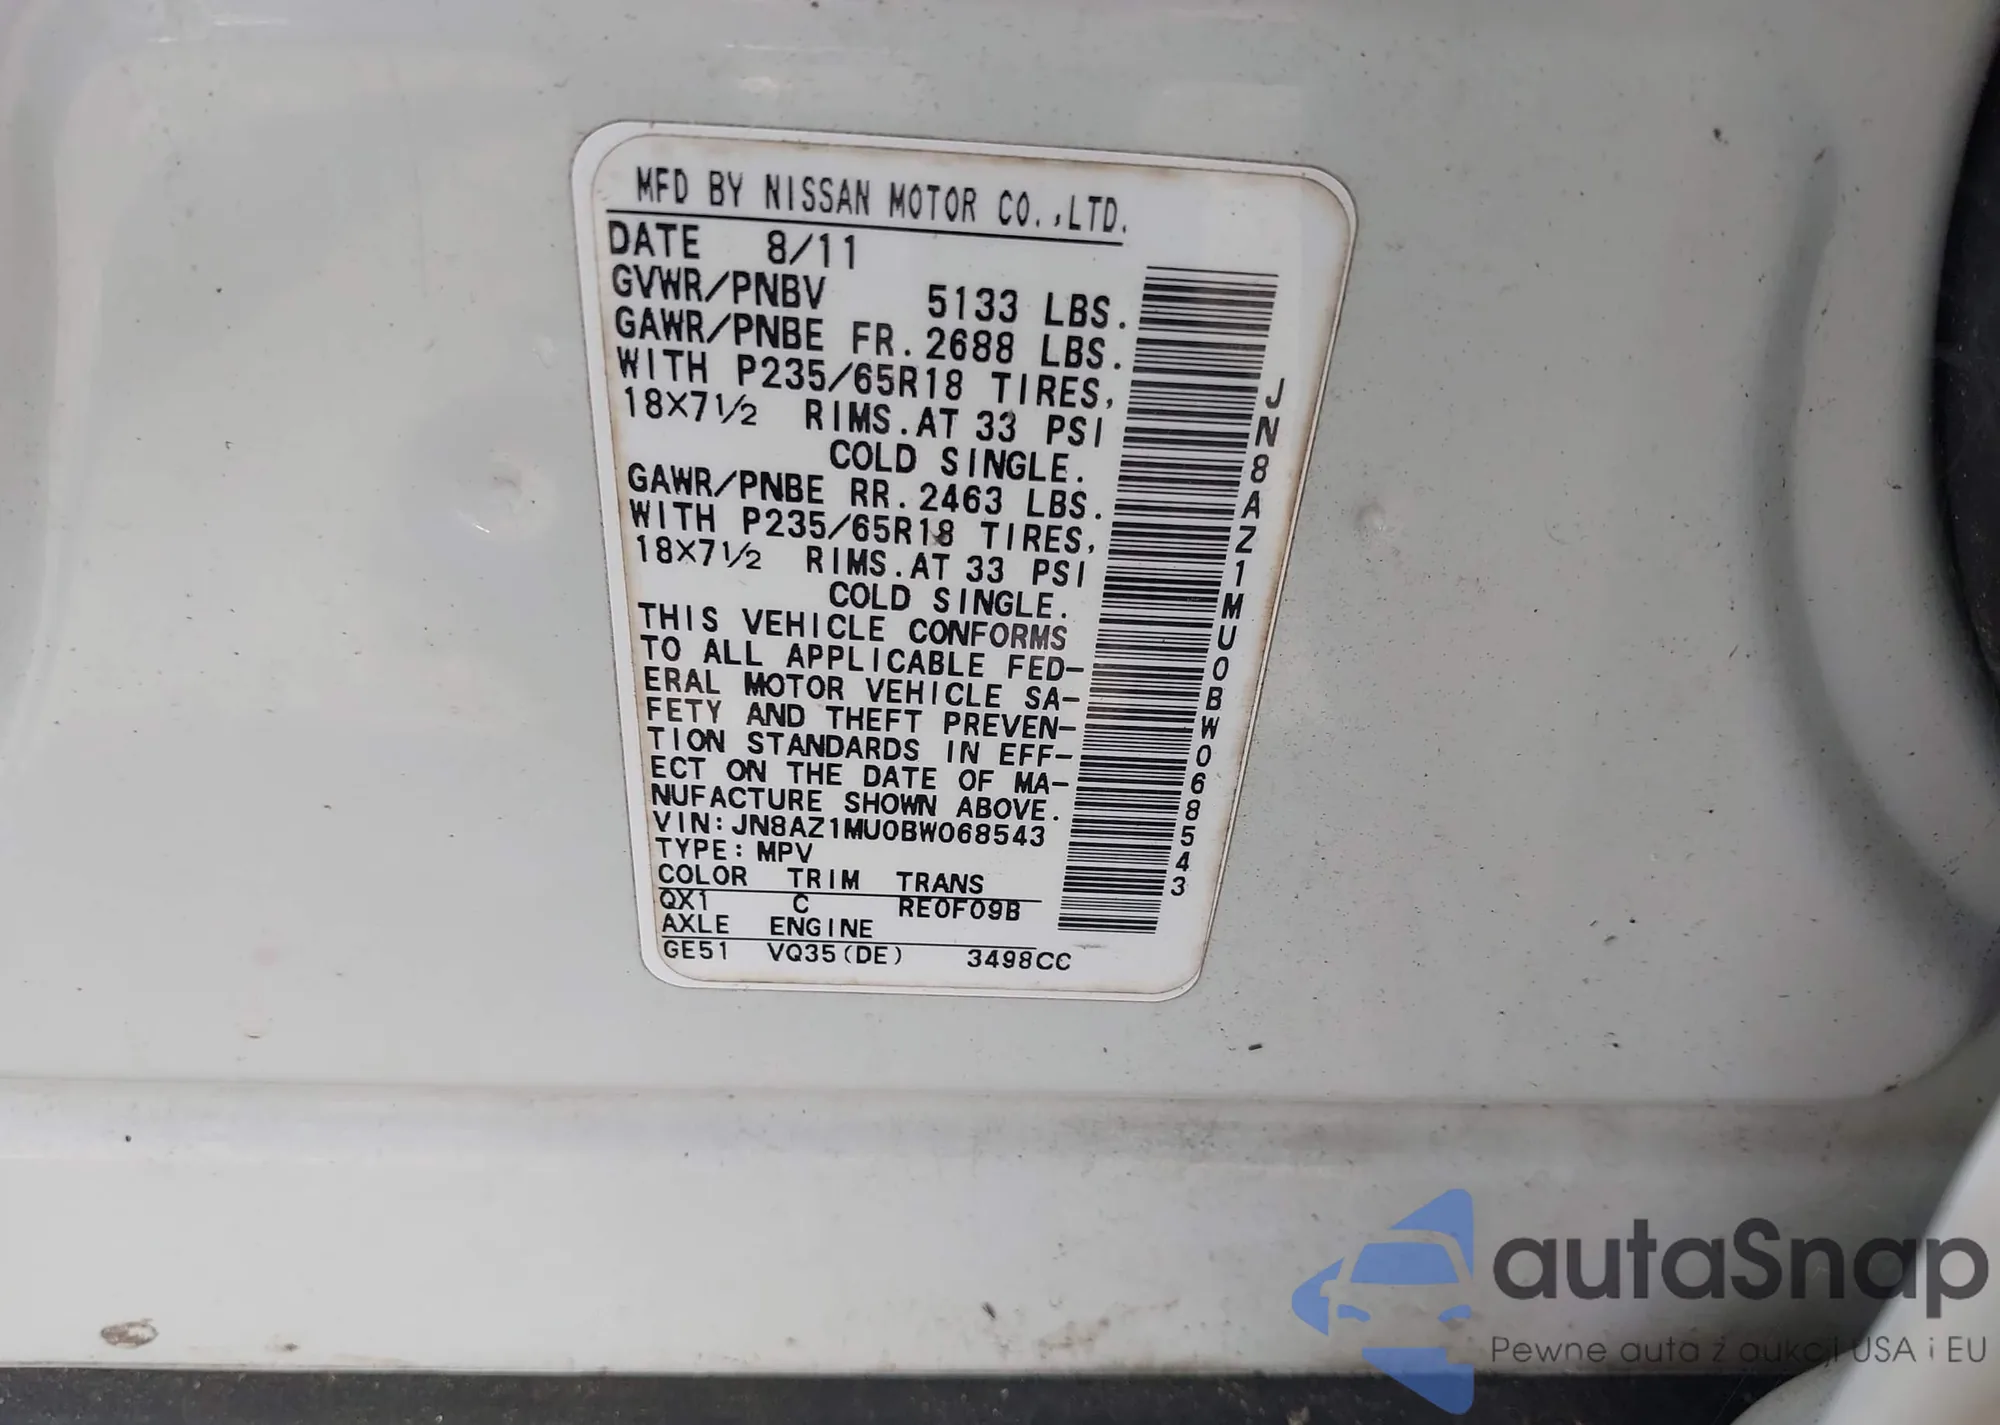 MFD BY NISSAN MOTOR CO.,LTD.
DATE 8/11
GVWR/PNBV 5133 LBS.
GAWR/PNBE FR. 2688 LBS.
WITH P235/65R18 TIRES,
18×7½ RIMS. AT 33 PSI
COLD SINGLE.
GAWR/PNBE RR. 2463 LBS.
WITH P235/65R18 TIRES,
18×7½ RIMS. AT 33 PSI
COLD SINGLE.
THIS VEHICLE CONFORMS
TO ALL APPLICABLE FED-
ERAL MOTOR VEHICLE SA-
FETY AND THEFT PREVEN-
TION STANDARDS IN EFF-
ECT ON THE DATE OF MA-
NUFACTURE SHOWN ABOVE.
VIN:JN8AZ1MU0BW068543
TYPE:MPV
COLOR TRIM TRANS
QX1 C RE0F09B
AXLE ENGINE
GE51 VQ35(DE) 3498CC
JN8AZ1MU0BW068543
autaSnap
Pewne auta z aukcji USA i EU